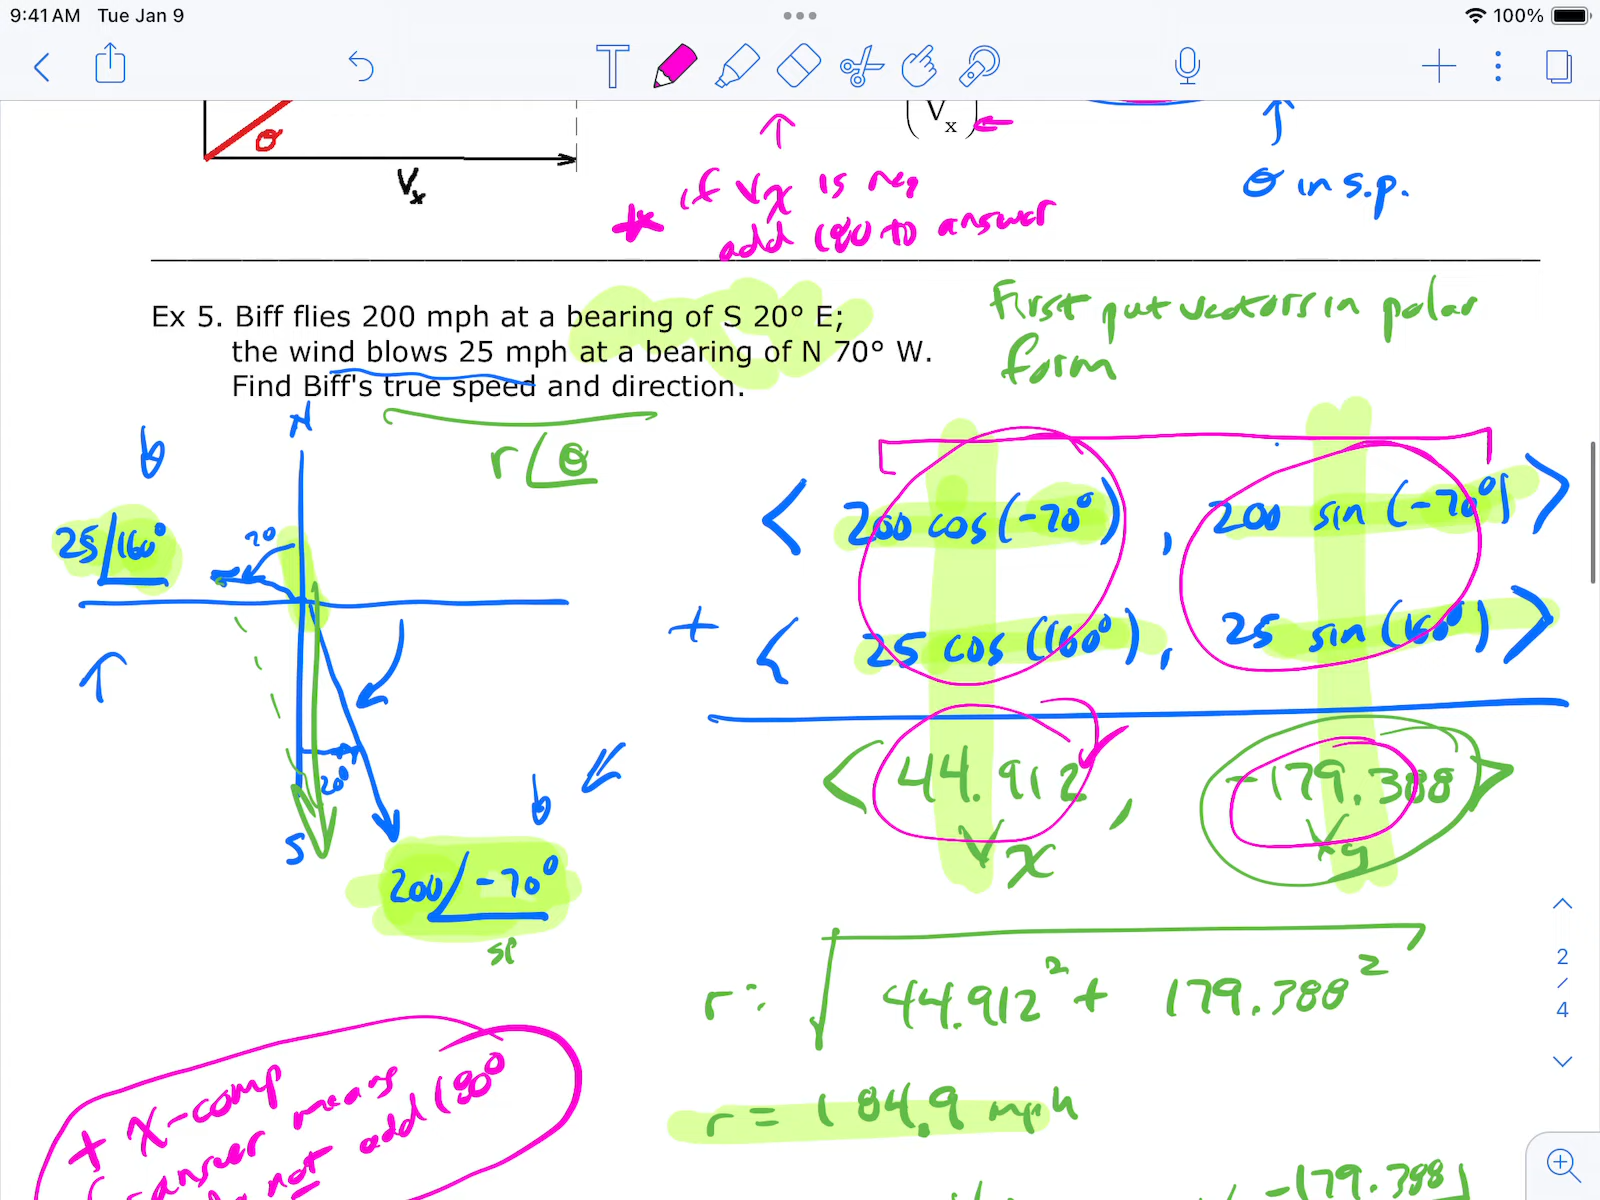 9:41 AM Tue Jan 9
100%
T
θ
Vx
(Vx)
if Vx is neg
add 180 to answer
θ in s.p.
Ex 5. Biff flies 200 mph at a bearing of S 20° E;
the wind blows 25 mph at a bearing of N 70° W.
Find Biff's true speed and direction.
First put vectors in polar
form
r∠θ
N
25∠160°
70
20°
S
200∠-70°
sp
< 200 cos(-70°), 200 sin(-70°) >
+ < 25 cos(160°), 25 sin(160°) >
< 44.912, -179.388 >
Vx Vy
r = √44.912² + 179.388²
r = 184.9 mph
+ x-comp
answer means
not add 180°
-179.388
2
/
4